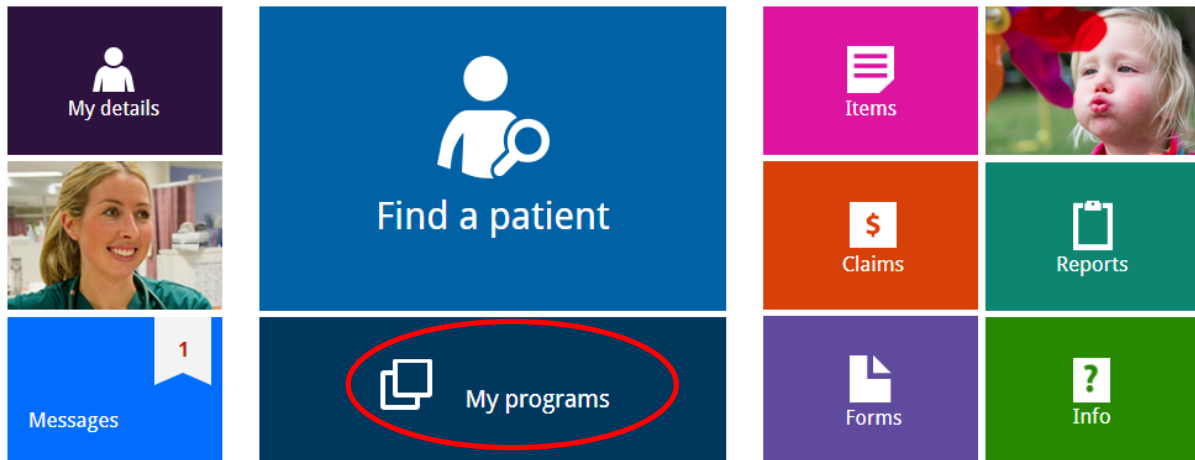 My details
1
Messages
Find a patient
My programs
Items
$
Claims
Reports
Forms
?
Info